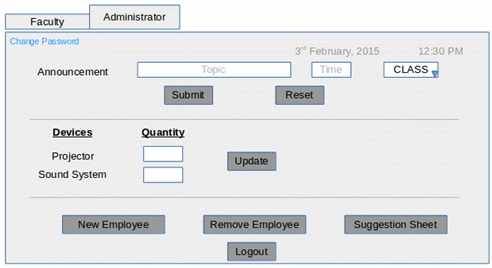 Faculty Administrator
Change Password
3rd February, 2015 12:30 PM
Announcement Topic Time CLASS
Submit Reset
Devices Quantity
Projector
Update
Sound System
New Employee Remove Employee Suggestion Sheet
Logout